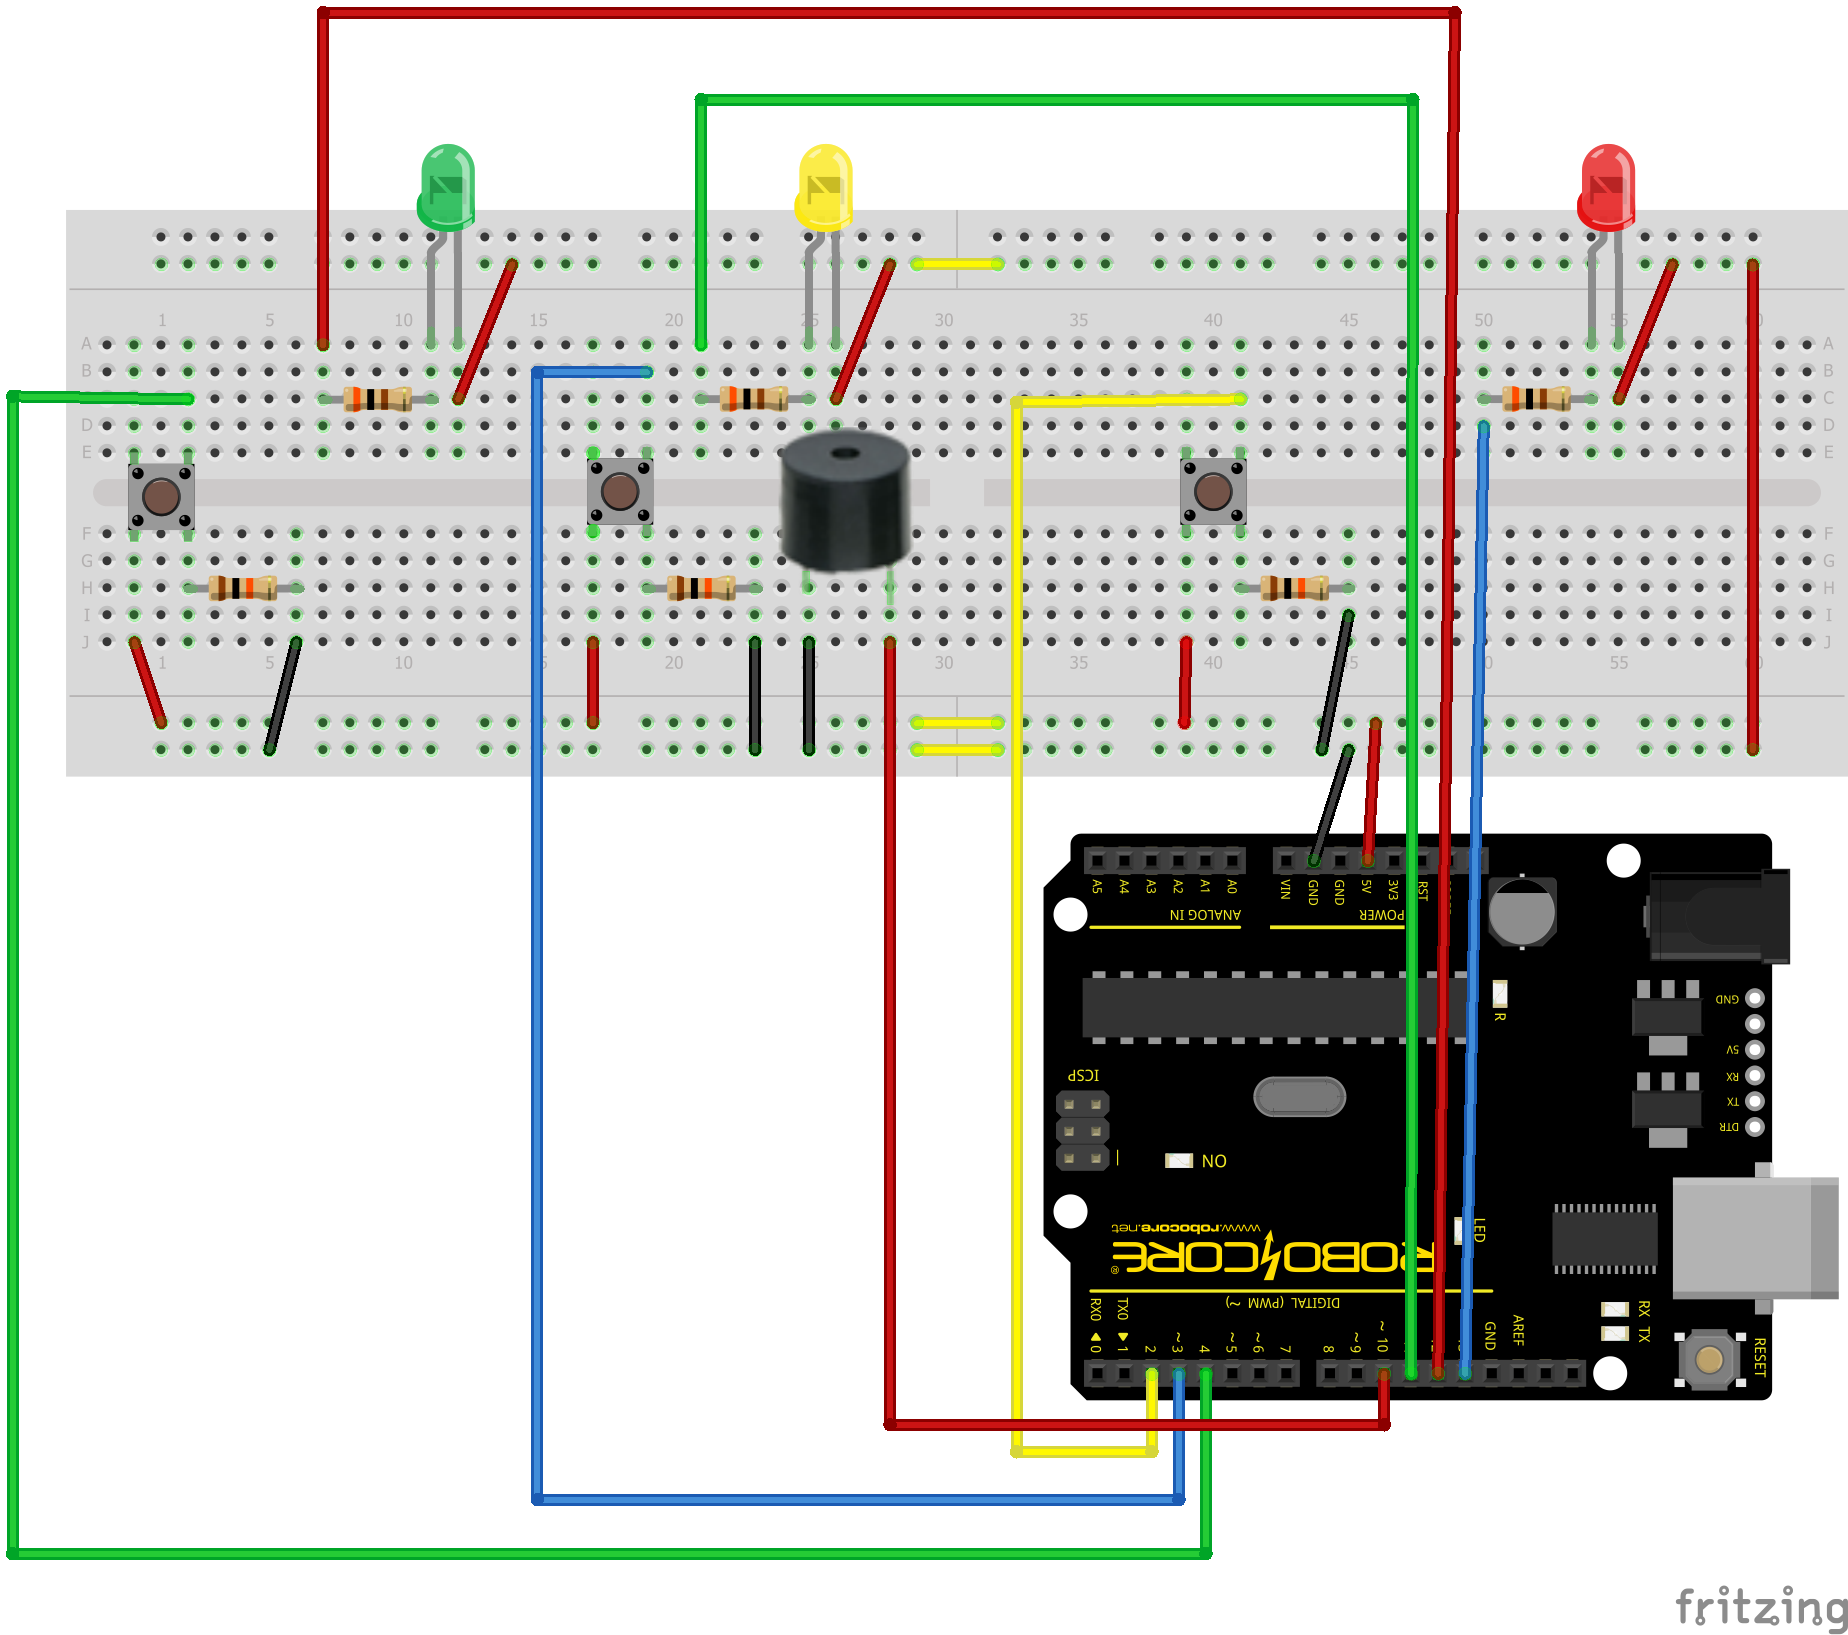 1 5 10 15 20 25 30 35 40 45 50 55 60
A A
B B
C C
D D
E E
F F
G G
H H
I I
J J
1 5 10 15 20 25 30 35 40 45 50 55 60
A5 A4 A3 A2 A1 A0 VIN GND GND 5V 3V3 RST
ANALOG IN POWER
R
GND
5V
RX
TX
DTR
ICSP
ON
LED
www.robocore.net
ROBOCORE®
DIGITAL (PWM ~)
RX0 TX0
0 1 2 ~3 4 ~5 ~6 7 8 ~9 ~10 GND AREF
RX
TX
RESET
fritzing